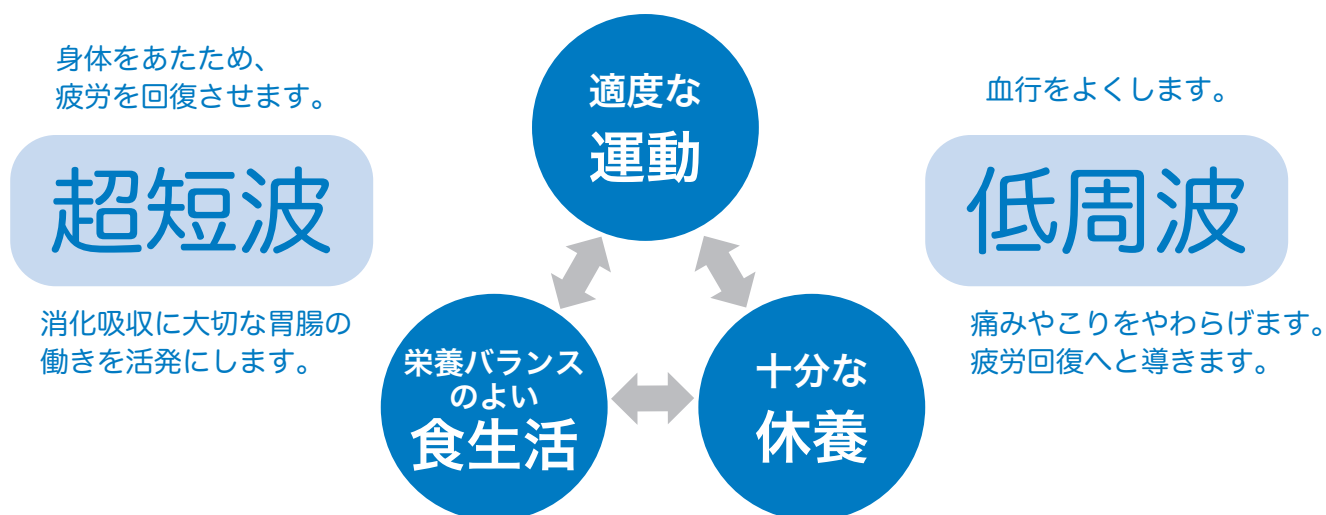 身体をあたため、
疲労を回復させます。
超短波
消化吸収に大切な胃腸の
働きを活発にします。
適度な
運動
栄養バランス
のよい
食生活
十分な
休養
血行をよくします。
低周波
痛みやこりをやわらげます。
疲労回復へと導きます。